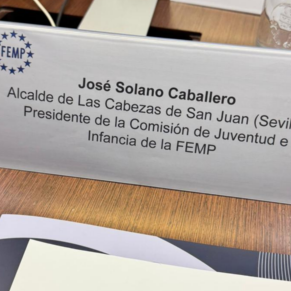 FEMP
José Solano Caballero
Alcalde de Las Cabezas de San Juan (Sevil
Presidente de la Comisión de Juventud e
Infancia de la FEMP